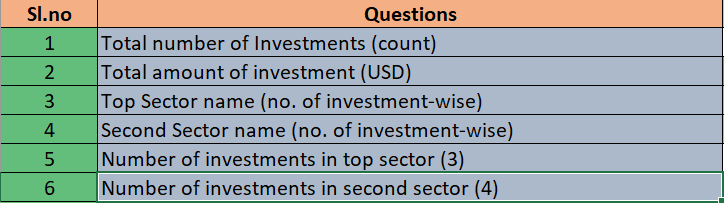 Sl.no Questions
1 Total number of Investments (count)
2 Total amount of investment (USD)
3 Top Sector name (no. of investment-wise)
4 Second Sector name (no. of investment-wise)
5 Number of investments in top sector (3)
6 Number of investments in second sector (4)